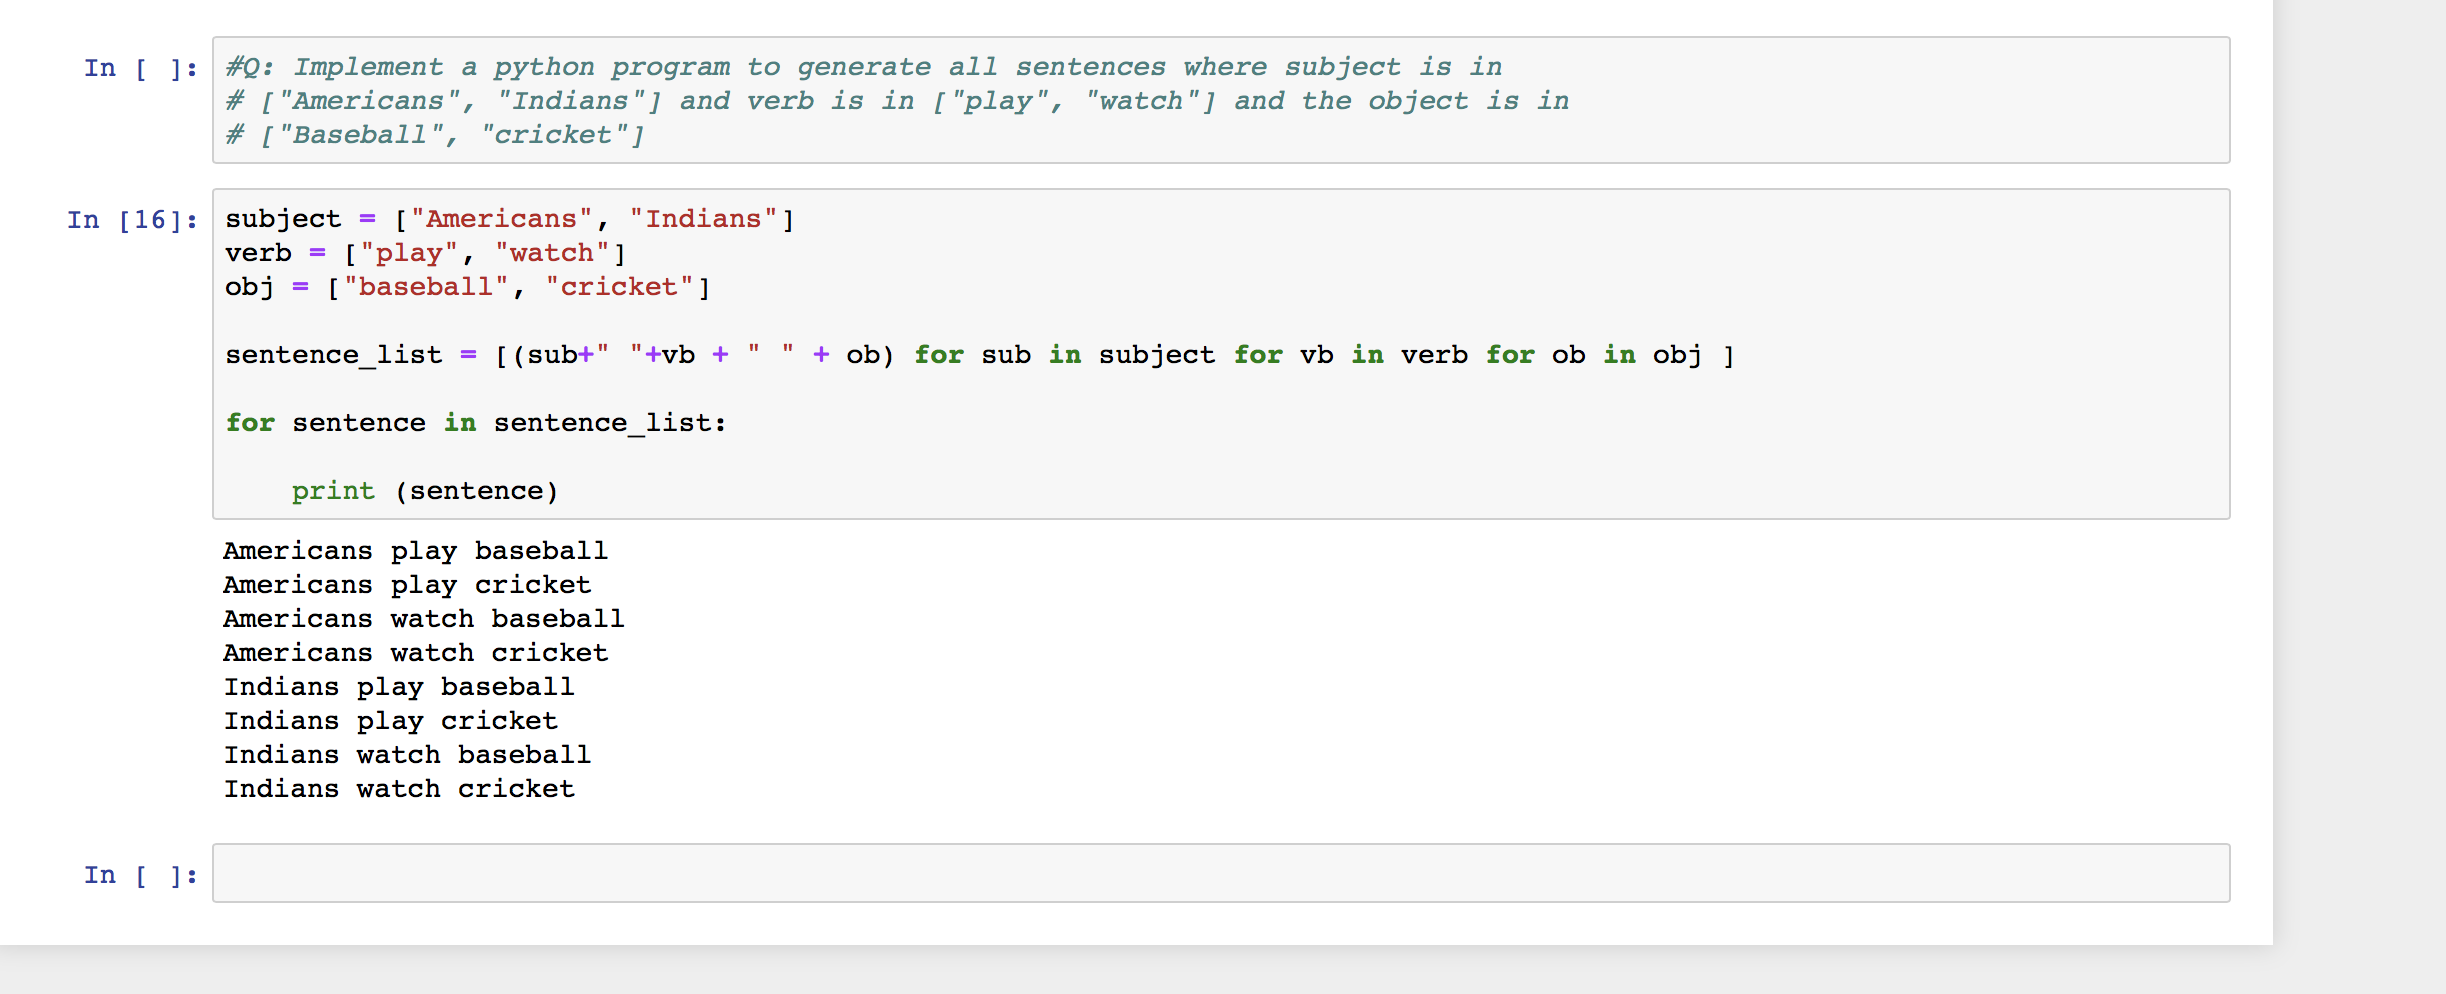 In [ ]: #Q: Implement a python program to generate all sentences where subject is in
# ["Americans", "Indians"] and verb is in ["play", "watch"] and the object is in
# ["Baseball", "cricket"]
In [16]: subject = ["Americans", "Indians"]
verb = ["play", "watch"]
obj = ["baseball", "cricket"]
sentence_list = [(sub+" "+vb + " " + ob) for sub in subject for vb in verb for ob in obj ]
for sentence in sentence_list:
print (sentence)
Americans play baseball
Americans play cricket
Americans watch baseball
Americans watch cricket
Indians play baseball
Indians play cricket
Indians watch baseball
Indians watch cricket
In [ ]: